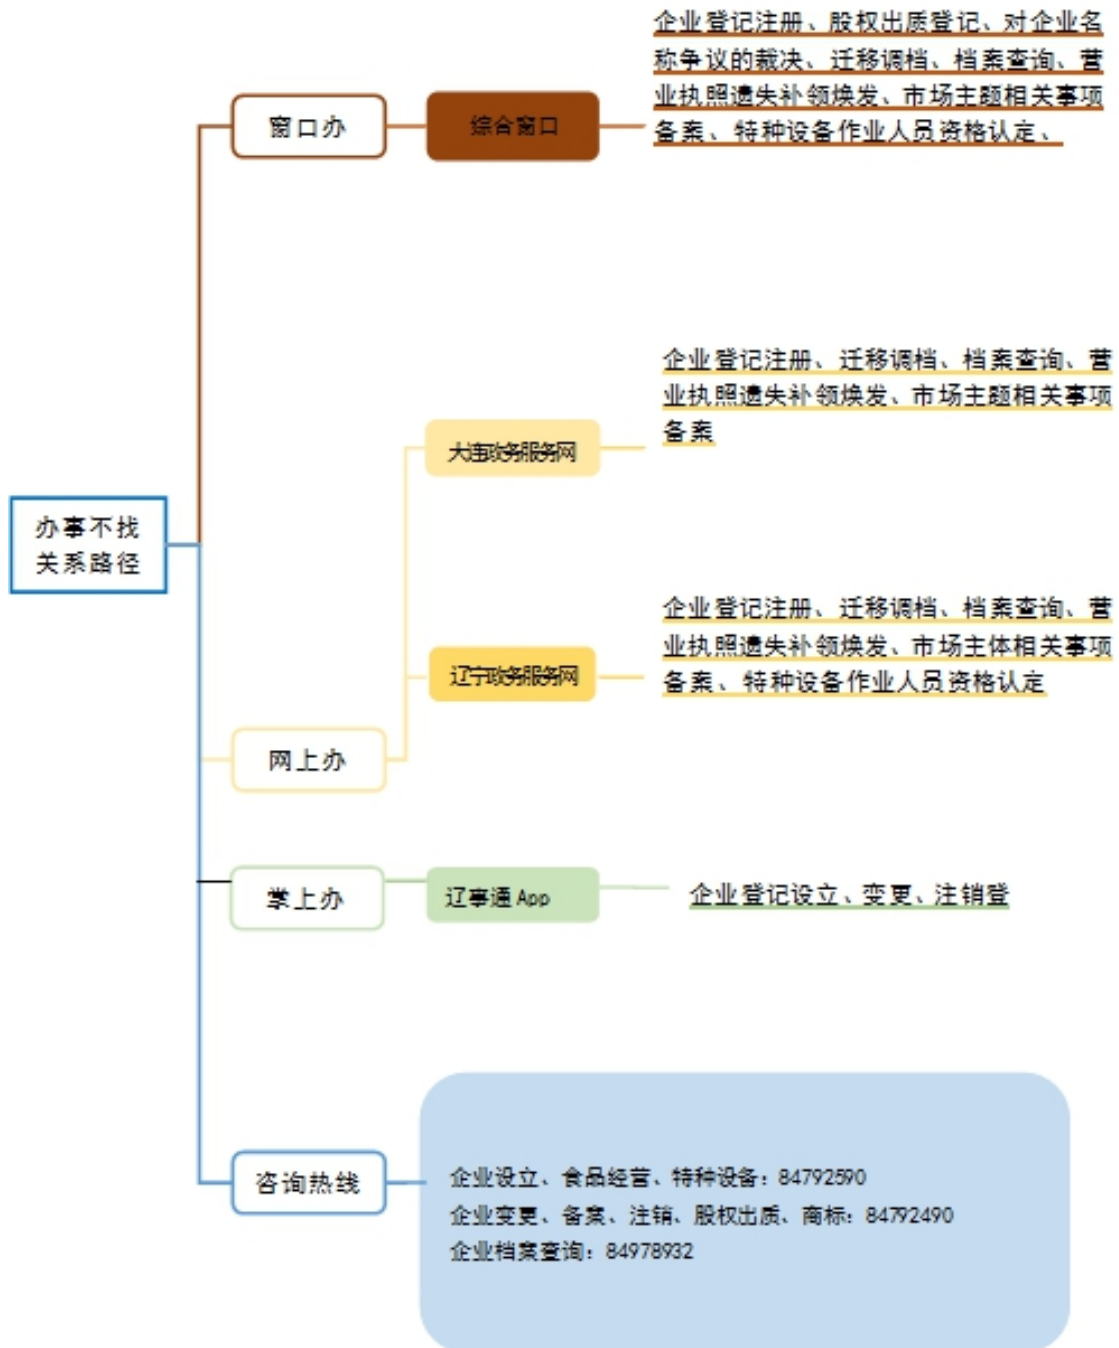 企业登记注册、股权出质登记、对企业名
称争议的裁决、迁移调档、档案查询、营
业执照遗失补领焕发、市场主题相关事项
备案、特种设备作业人员资格认定、
窗口办
综合窗口
企业登记注册、迁移调档、档案查询、营
业执照遗失补领焕发、市场主题相关事项
备案
大连政务服务网
办事不找
关系路径
企业登记注册、迁移调档、档案查询、营
业执照遗失补领焕发、市场主体相关事项
备案、特种设备作业人员资格认定
辽宁政务服务网
网上办
掌上办
辽事通 App
企业登记设立、变更、注销登
咨询热线
企业设立、食品经营、特种设备：84792590
企业变更、备案、注销、股权出质、商标：84792490
企业档案查询：84978932